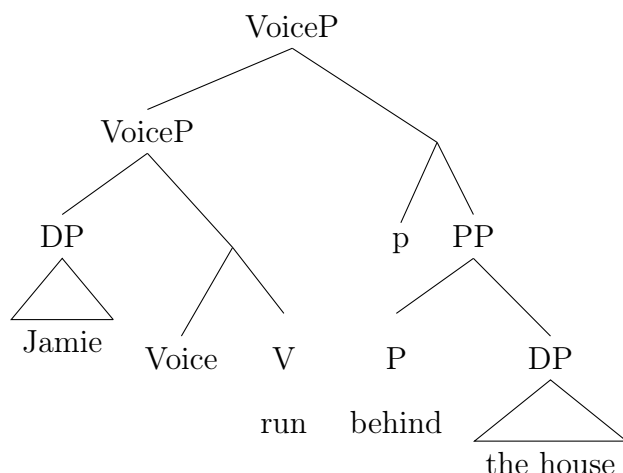 VoiceP
VoiceP
DP
p PP
Jamie
Voice V P DP
run behind
the house